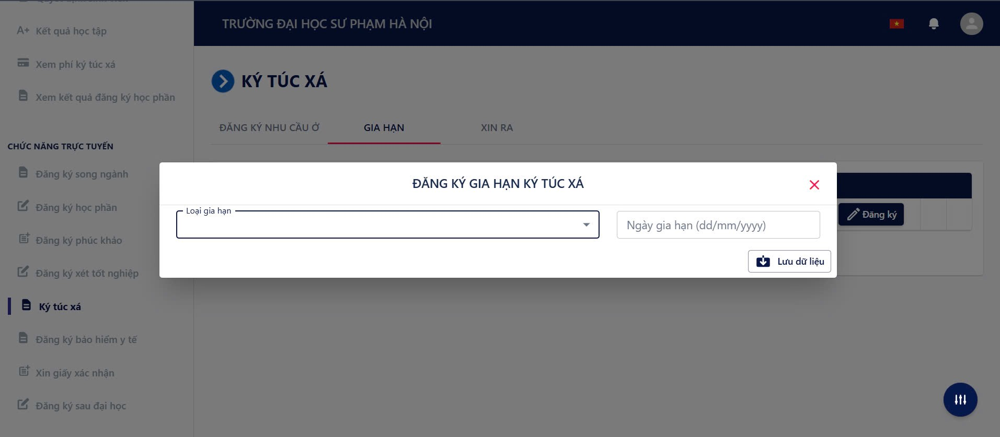 A+ Kết quả học tập
Xem phí ký túc xá
Xem kết quả đăng ký học phần
CHỨC NĂNG TRỰC TUYẾN
Đăng ký song ngành
Đăng ký học phần
Đăng ký phúc khảo
Đăng ký xét tốt nghiệp
Ký túc xá
Đăng ký bảo hiểm y tế
Xin giấy xác nhận
Đăng ký sau đại học
TRƯỜNG ĐẠI HỌC SƯ PHẠM HÀ NỘI
KÝ TÚC XÁ
ĐĂNG KÝ NHU CẦU Ở
GIA HẠN
XIN RA
ĐĂNG KÝ GIA HẠN KÝ TÚC XÁ
Loại gia hạn
Ngày gia hạn (dd/mm/yyyy)
Đăng ký
Lưu dữ liệu